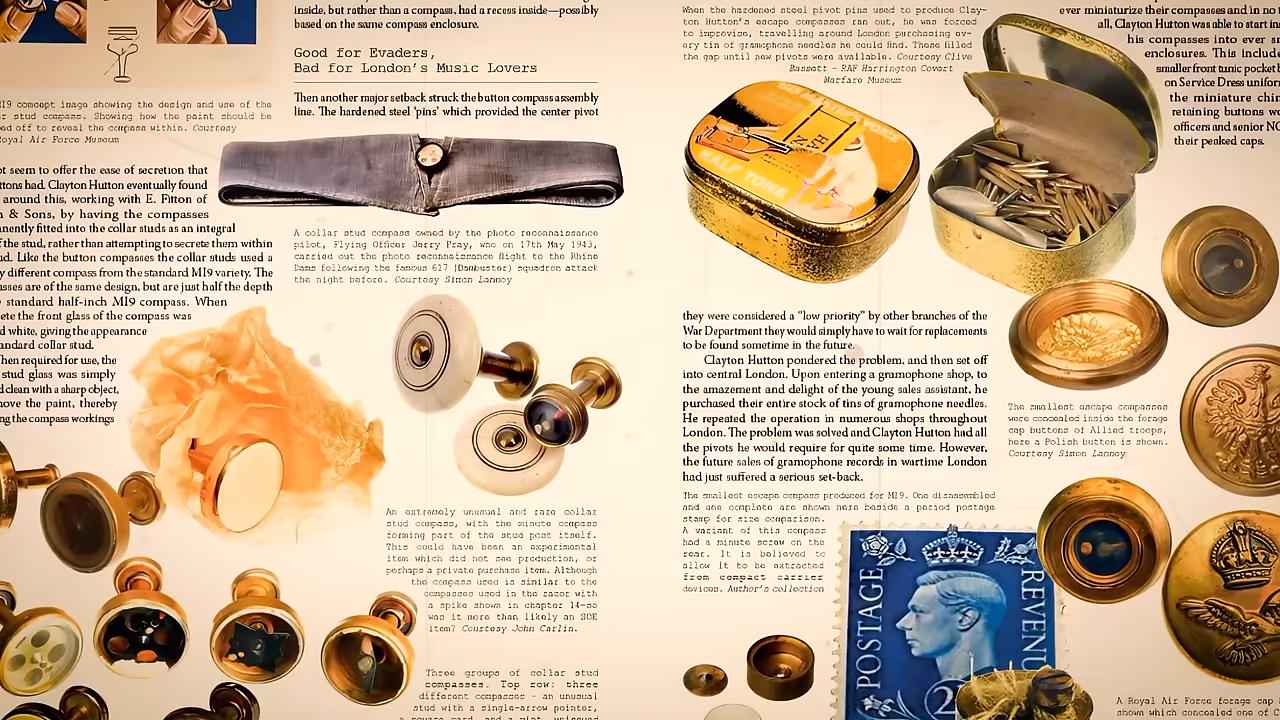 inside, but rather than a compass, had a recess inside—possibly
based on the same compass enclosure.
Good for Evaders,
Bad for London's Music Lovers
Then another major setback struck the button compass assembly
line. The hardened steel 'pins' which provided the center pivot
MI9 concept image showing the design and use of the
stud compass. Showing how the paint should be
off to reveal the compass within. Courtesy
Royal Air Force Museum
seem to offer the ease of secretion that
had. Clayton Hutton eventually found
around this, working with E. Fitton of
& Sons, by having the compasses
fitted into the collar studs as an integral
of the stud, rather than attempting to secrete them within
Like the button compasses the collar studs used a
different compass from the standard MI9 variety. The
are of the same design, but are just half the depth
standard half-inch MI9 compass. When
the front glass of the compass was
white, giving the appearance
collar stud.
When required for use, the
stud glass was simply
clean with a sharp object,
the paint, thereby
the compass workings
A collar stud compass owned by the photo reconnaissance
pilot, Flying Officer Jerry Fray, who on 17th May 1943,
carried out the photo reconnaissance flight to the Rhine
Dams following the famous 617 (Dambuster) squadron attack
the night before. Courtesy Simon Lannoy
An extremely unusual and rare collar
stud compass, with the minute compass
forming part of the stud post itself.
This could have been an experimental
item which did not see production, or
perhaps a private purchase item. Although
the compass used is similar to the
compasses used in the razor with
a spike shown in chapter 14—so
was it more than likely an SOE
item? Courtesy John Carlin.
Three groups of collar stud
compasses. Top row: three
different compasses - an unusual
stud with a single-arrow pointer,
When the hardened steel pivot pins used to produce Clay-
ton Hutton's escape compasses ran out, he was forced
to improvise, travelling around London purchasing ev-
ery tin of gramophone needles he could find. These filled
the gap until new pivots were available. Courtesy Clive
Bassett - RAF Harrington Covert
Warfare Museum
HIS MASTER'S VOICE
HALF TONE
they were considered a "low priority" by other branches of the
War Department they would simply have to wait for replacements
to be found sometime in the future.
Clayton Hutton pondered the problem, and then set off
into central London. Upon entering a gramophone shop, to
the amazement and delight of the young sales assistant, he
purchased their entire stock of tins of gramophone needles.
He repeated the operation in numerous shops throughout
London. The problem was solved and Clayton Hutton had all
the pivots he would require for quite some time. However,
the future sales of gramophone records in wartime London
had just suffered a serious set-back.
The smallest escape compass produced for MI9. One disassembled
and one complete are shown here beside a period postage
stamp for size comparison.
A variant of this compass
had a minute screw on the
rear. It is believed to
allow it to be extracted
from compact carrier
devices. Author's collection
POSTAGE
REVENU
2
ever miniaturize their compasses and in no
all, Clayton Hutton was able to start
his compasses into ever
enclosures. This
smaller front tunic pocket
on Service Dress
the miniature
retaining buttons
officers and senior
their peaked caps.
The smallest escape compasses
were concealed inside the forage
cap buttons of Allied troops,
here a Polish button is shown.
Courtesy Simon Lannoy
A Royal Air Force forage cap
shown which concealed one of